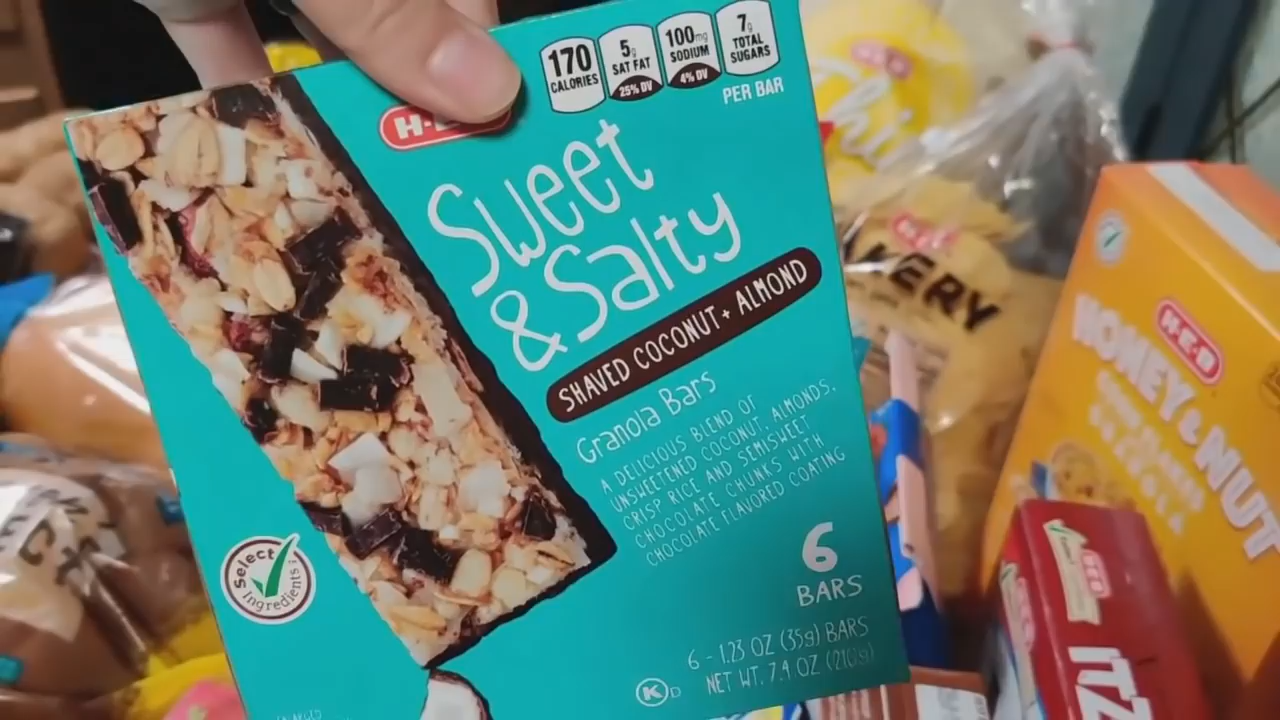 170
CALORIES
5g
SAT FAT
25% DV
100mg
SODIUM
4% DV
7g
TOTAL
SUGARS
PER BAR
Sweet
& Salty
SHAVED COCONUT + ALMOND
Granola Bars
A DELICIOUS BLEND OF
UNSWEETENED COCONUT, ALMONDS,
CRISP RICE AND SEMISWEET
CHOCOLATE CHUNKS WITH
CHOCOLATE FLAVORED COATING
6
BARS
6 - 1.23 OZ (35g) BARS
NET WT. 7.4 OZ (210g)
K D
Select
Ingredients
H-E-B
HONEY & NUT
H-E-B